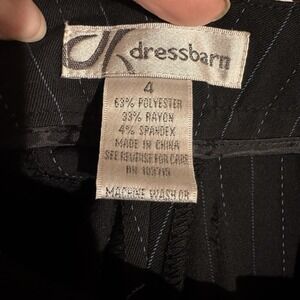 dressbarn
4
63% POLYESTER
33% RAYON
4% SPANDEX
MADE IN CHINA
SEE REVERSE FOR CARE
RN
MACHINE WASH OR